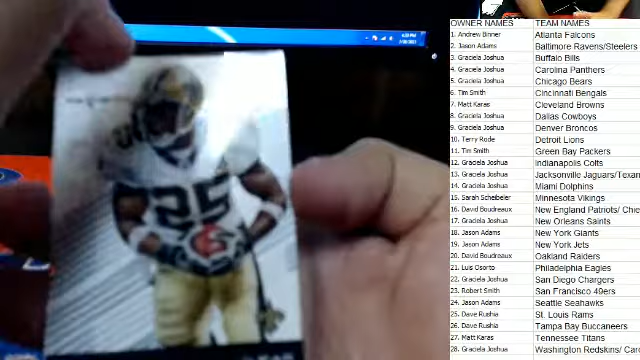 OWNER NAMES TEAM NAMES
1. Andrew Binner Atlanta Falcons
2. Jason Adams Baltimore Ravens/Steelers
3. Graciela Joshua Buffalo Bills
4. Graciela Joshua Carolina Panthers
5. Graciela Joshua Chicago Bears
6. Tim Smith Cincinnati Bengals
7. Matt Karas Cleveland Browns
8. Graciela Joshua Dallas Cowboys
9. Graciela Joshua Denver Broncos
10. Terry Rode Detroit Lions
11. Tim Smith Green Bay Packers
12. Graciela Joshua Indianapolis Colts
13. Graciela Joshua Jacksonville Jaguars/Texan
14. Graciela Joshua Miami Dolphins
15. Sarah Scheibeler Minnesota Vikings
16. David Boudreaux New England Patriots/ Chie
17. Graciela Joshua New Orleans Saints
18. Jason Adams New York Giants
19. Jason Adams New York Jets
20. David Boudreaux Oakland Raiders
21. Luis Osorto Philadelphia Eagles
22. Graciela Joshua San Diego Chargers
23. Robert Smith San Francisco 49ers
24. Jason Adams Seattle Seahawks
25. Dave Rushia St. Louis Rams
26. Dave Rushia Tampa Bay Buccaneers
27. Matt Karas Tennessee Titans
28. Graciela Joshua Washington Redskins/ Card
25